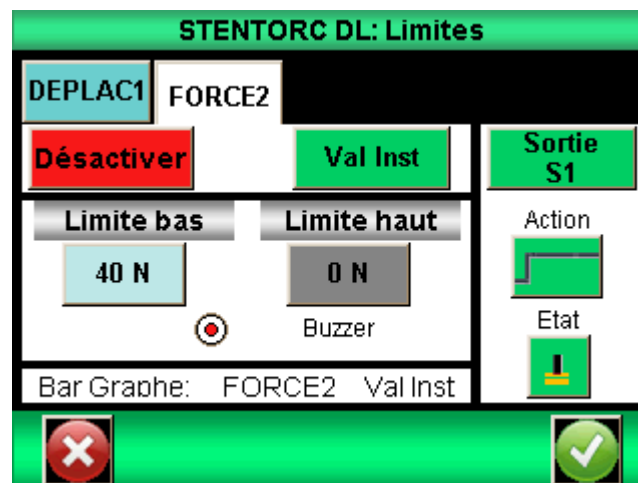 STENTORC DL: Limites
DEPLAC1 FORCE2
Désactiver Val Inst
Sortie
S1
Limite bas Limite haut
Action
40 N 0 N
Buzzer
Etat
Bar Graphe: FORCE2 Val Inst